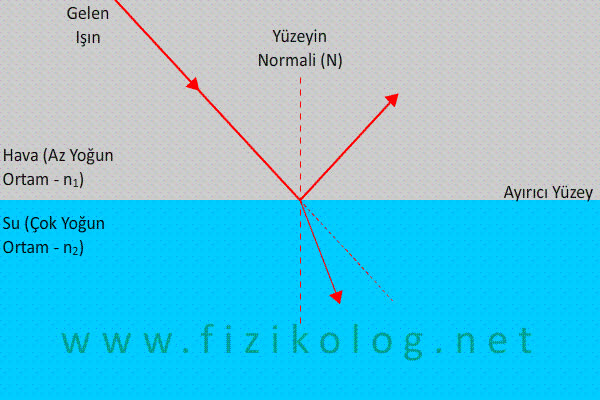 Gelen
Işın
Yüzeyin
Normali (N)
Hava (Az Yoğun
Ortam - n₁)
Ayırıcı Yüzey
Su (Çok Yoğun
Ortam - n₂)
www.fizikolog.net